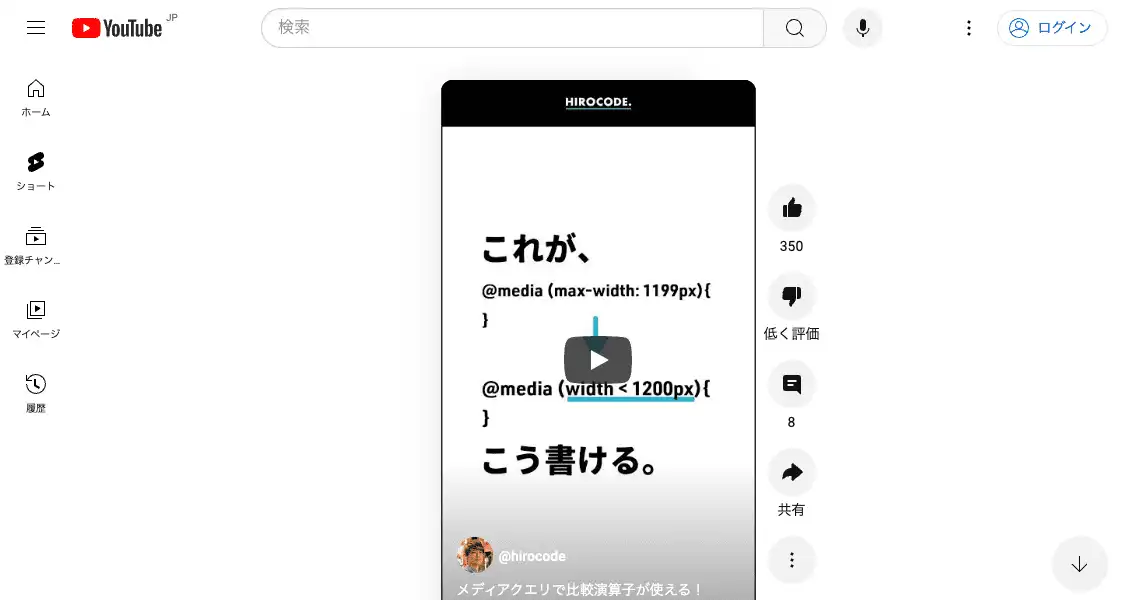 YouTube JP
検索
ログイン
ホーム
ショート
登録チャン...
マイページ
履歴
HIROCODE.
これが、
@media (max-width: 1199px){
}
@media (width < 1200px){
}
こう書ける。
@hirocode
メディアクエリで比較演算子が使える！
350
低く評価
8
共有